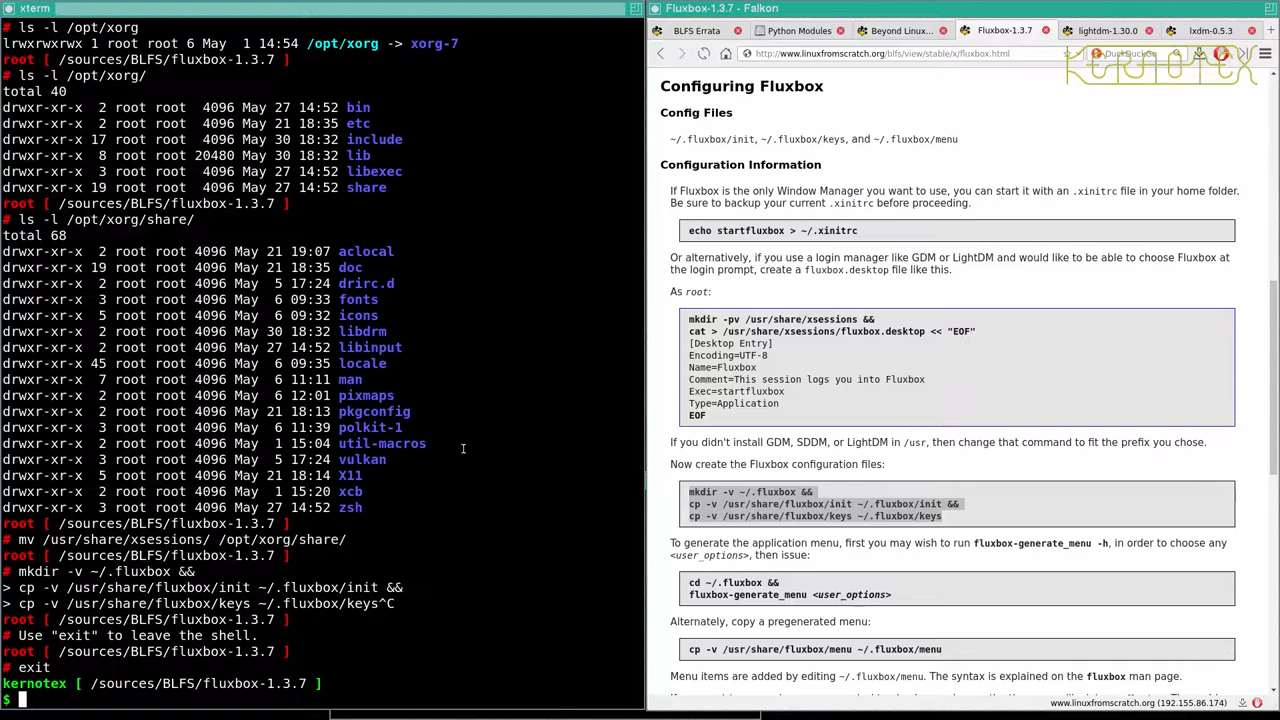 xterm
# ls -l /opt/xorg
lrwxrwxrwx 1 root root 6 May  1 14:54 /opt/xorg -> xorg-7
root [ /sources/BLFS/fluxbox-1.3.7 ]
# ls -l /opt/xorg/
total 40
drwxr-xr-x  2 root root  4096 May 27 14:52 bin
drwxr-xr-x  2 root root  4096 May 21 18:35 etc
drwxr-xr-x 17 root root  4096 May 30 18:32 include
drwxr-xr-x  8 root root 20480 May 30 18:32 lib
drwxr-xr-x  3 root root  4096 May 27 14:52 libexec
drwxr-xr-x 19 root root  4096 May 27 14:52 share
root [ /sources/BLFS/fluxbox-1.3.7 ]
# ls -l /opt/xorg/share/
total 68
drwxr-xr-x  2 root root 4096 May 21 19:07 aclocal
drwxr-xr-x 19 root root 4096 May 21 18:35 doc
drwxr-xr-x  2 root root 4096 May  5 17:24 drirc.d
drwxr-xr-x  3 root root 4096 May  6 09:33 fonts
drwxr-xr-x  5 root root 4096 May  6 09:32 icons
drwxr-xr-x  2 root root 4096 May 30 18:32 libdrm
drwxr-xr-x  2 root root 4096 May 27 14:52 libinput
drwxr-xr-x 45 root root 4096 May  6 09:35 locale
drwxr-xr-x  7 root root 4096 May  6 11:11 man
drwxr-xr-x  2 root root 4096 May  6 12:01 pixmaps
drwxr-xr-x  2 root root 4096 May 21 18:13 pkgconfig
drwxr-xr-x  3 root root 4096 May  6 11:39 polkit-1
drwxr-xr-x  2 root root 4096 May  1 15:04 util-macros
drwxr-xr-x  3 root root 4096 May  5 17:24 vulkan
drwxr-xr-x  5 root root 4096 May 21 18:14 X11
drwxr-xr-x  2 root root 4096 May  1 15:20 xcb
drwxr-xr-x  3 root root 4096 May 27 14:52 zsh
root [ /sources/BLFS/fluxbox-1.3.7 ]
# mv /usr/share/xsessions/ /opt/xorg/share/
root [ /sources/BLFS/fluxbox-1.3.7 ]
# mkdir -v ~/.fluxbox &&
> cp -v /usr/share/fluxbox/init ~/.fluxbox/init &&
> cp -v /usr/share/fluxbox/keys ~/.fluxbox/keys^C
root [ /sources/BLFS/fluxbox-1.3.7 ]
# Use "exit" to leave the shell.
root [ /sources/BLFS/fluxbox-1.3.7 ]
# exit
kernotex [ /sources/BLFS/fluxbox-1.3.7 ]
$
Fluxbox-1.3.7 - Falkon
BLFS Errata
Python Modules
Beyond Linux...
Fluxbox-1.3.7
lightdm-1.30.0
lxdm-0.5.3
http://www.linuxfromscratch.org/blfs/view/stable/x/fluxbox.html
DuckDuckGo
KERNOTEX
Configuring Fluxbox
Config Files
~/.fluxbox/init, ~/.fluxbox/keys, and ~/.fluxbox/menu
Configuration Information
If Fluxbox is the only Window Manager you want to use, you can start it with an .xinitrc file in your home folder.
Be sure to backup your current .xinitrc before proceeding.
echo startfluxbox > ~/.xinitrc
Or alternatively, if you use a login manager like GDM or LightDM and would like to be able to choose Fluxbox at
the login prompt, create a fluxbox.desktop file like this.
As root:
mkdir -pv /usr/share/xsessions &&
cat > /usr/share/xsessions/fluxbox.desktop << "EOF"
[Desktop Entry]
Encoding=UTF-8
Name=Fluxbox
Comment=This session logs you into Fluxbox
Exec=startfluxbox
Type=Application
EOF
If you didn't install GDM, SDDM, or LightDM in /usr, then change that command to fit the prefix you chose.
Now create the Fluxbox configuration files:
mkdir -v ~/.fluxbox &&
cp -v /usr/share/fluxbox/init ~/.fluxbox/init &&
cp -v /usr/share/fluxbox/keys ~/.fluxbox/keys
To generate the application menu, first you may wish to run fluxbox-generate_menu -h, in order to choose any
<user_options>, then issue:
cd ~/.fluxbox &&
fluxbox-generate_menu <user_options>
Alternately, copy a pregenerated menu:
cp -v /usr/share/fluxbox/menu ~/.fluxbox/menu
Menu items are added by editing ~/.fluxbox/menu. The syntax is explained on the fluxbox man page.
www.linuxfromscratch.org (192.155.86.174)